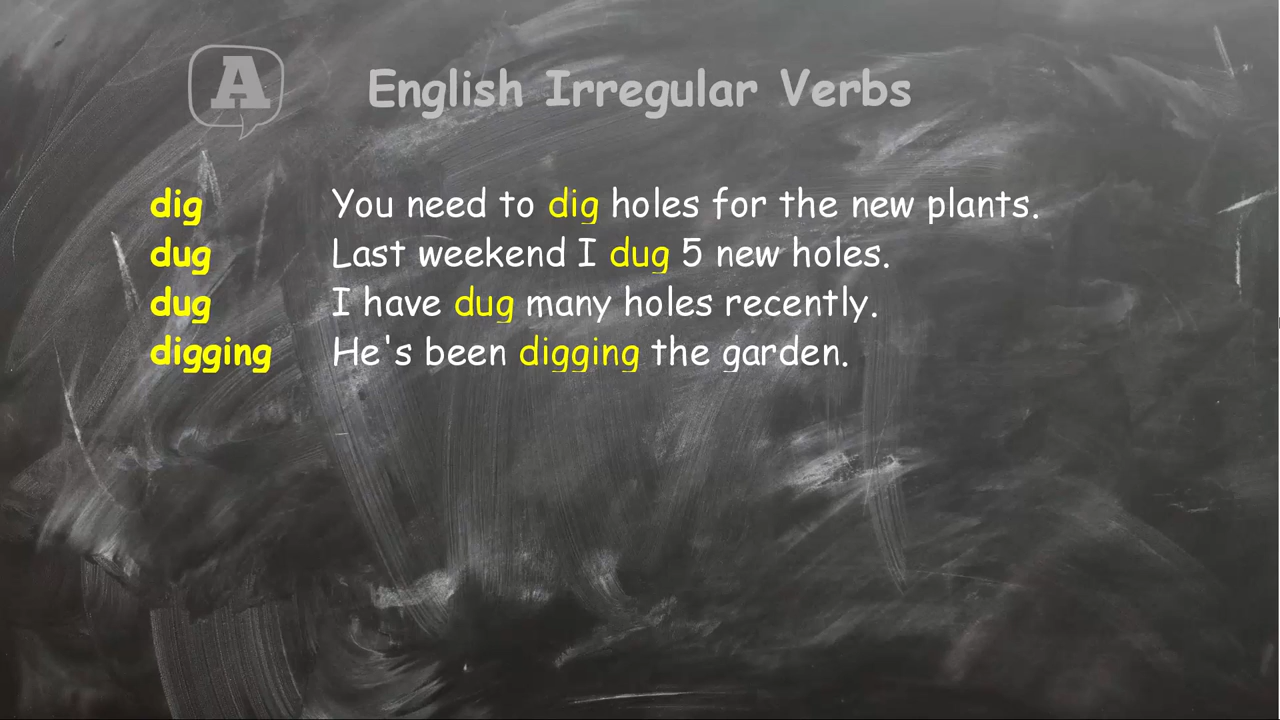 A English Irregular Verbs
dig You need to dig holes for the new plants.
dug Last weekend I dug 5 new holes.
dug I have dug many holes recently.
digging He's been digging the garden.